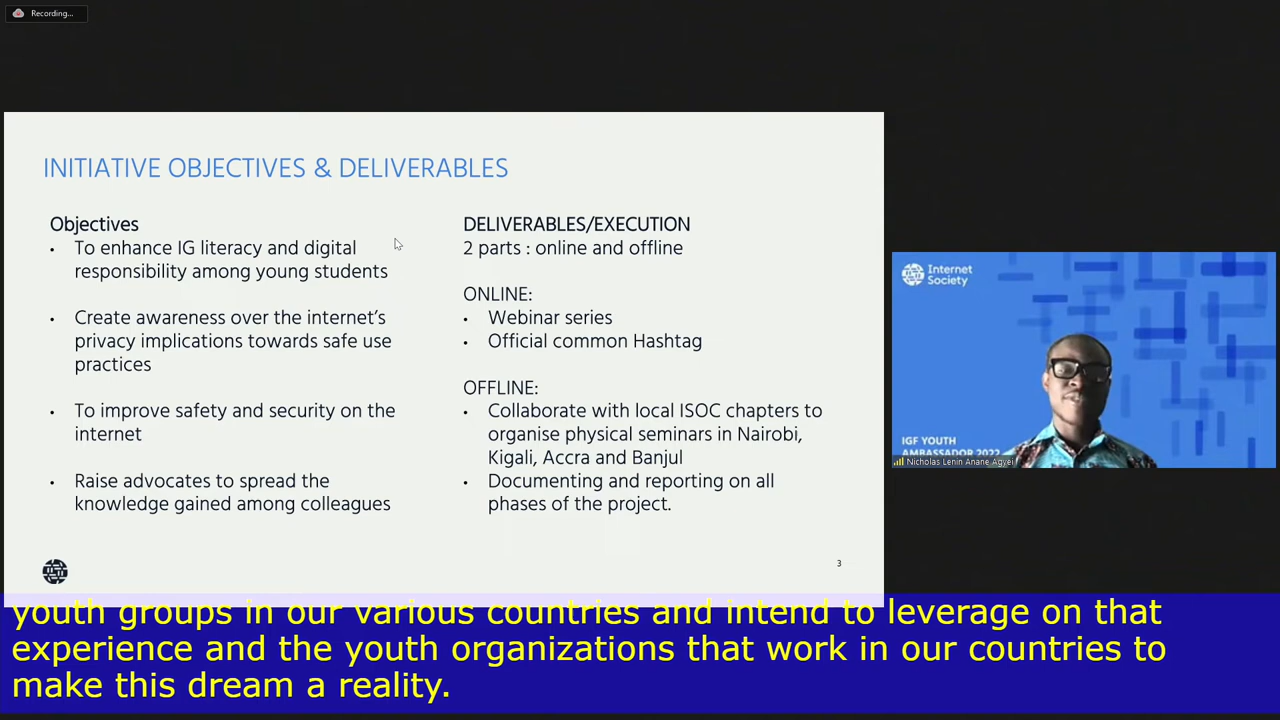 Recording...
INITIATIVE OBJECTIVES & DELIVERABLES
Objectives
• To enhance IG literacy and digital
responsibility among young students
• Create awareness over the internet's
privacy implications towards safe use
practices
• To improve safety and security on the
internet
• Raise advocates to spread the
knowledge gained among colleagues
DELIVERABLES/EXECUTION
2 parts : online and offline
ONLINE:
• Webinar series
• Official common Hashtag
OFFLINE:
• Collaborate with local ISOC chapters to
organise physical seminars in Nairobi,
Kigali, Accra and Banjul
• Documenting and reporting on all
phases of the project.
3
Internet
Society
IGF YOUTH
AMBASSADOR 2022
Nicholas Lenin Anane Agyei
youth groups in our various countries and intend to leverage on that
experience and the youth organizations that work in our countries to
make this dream a reality.